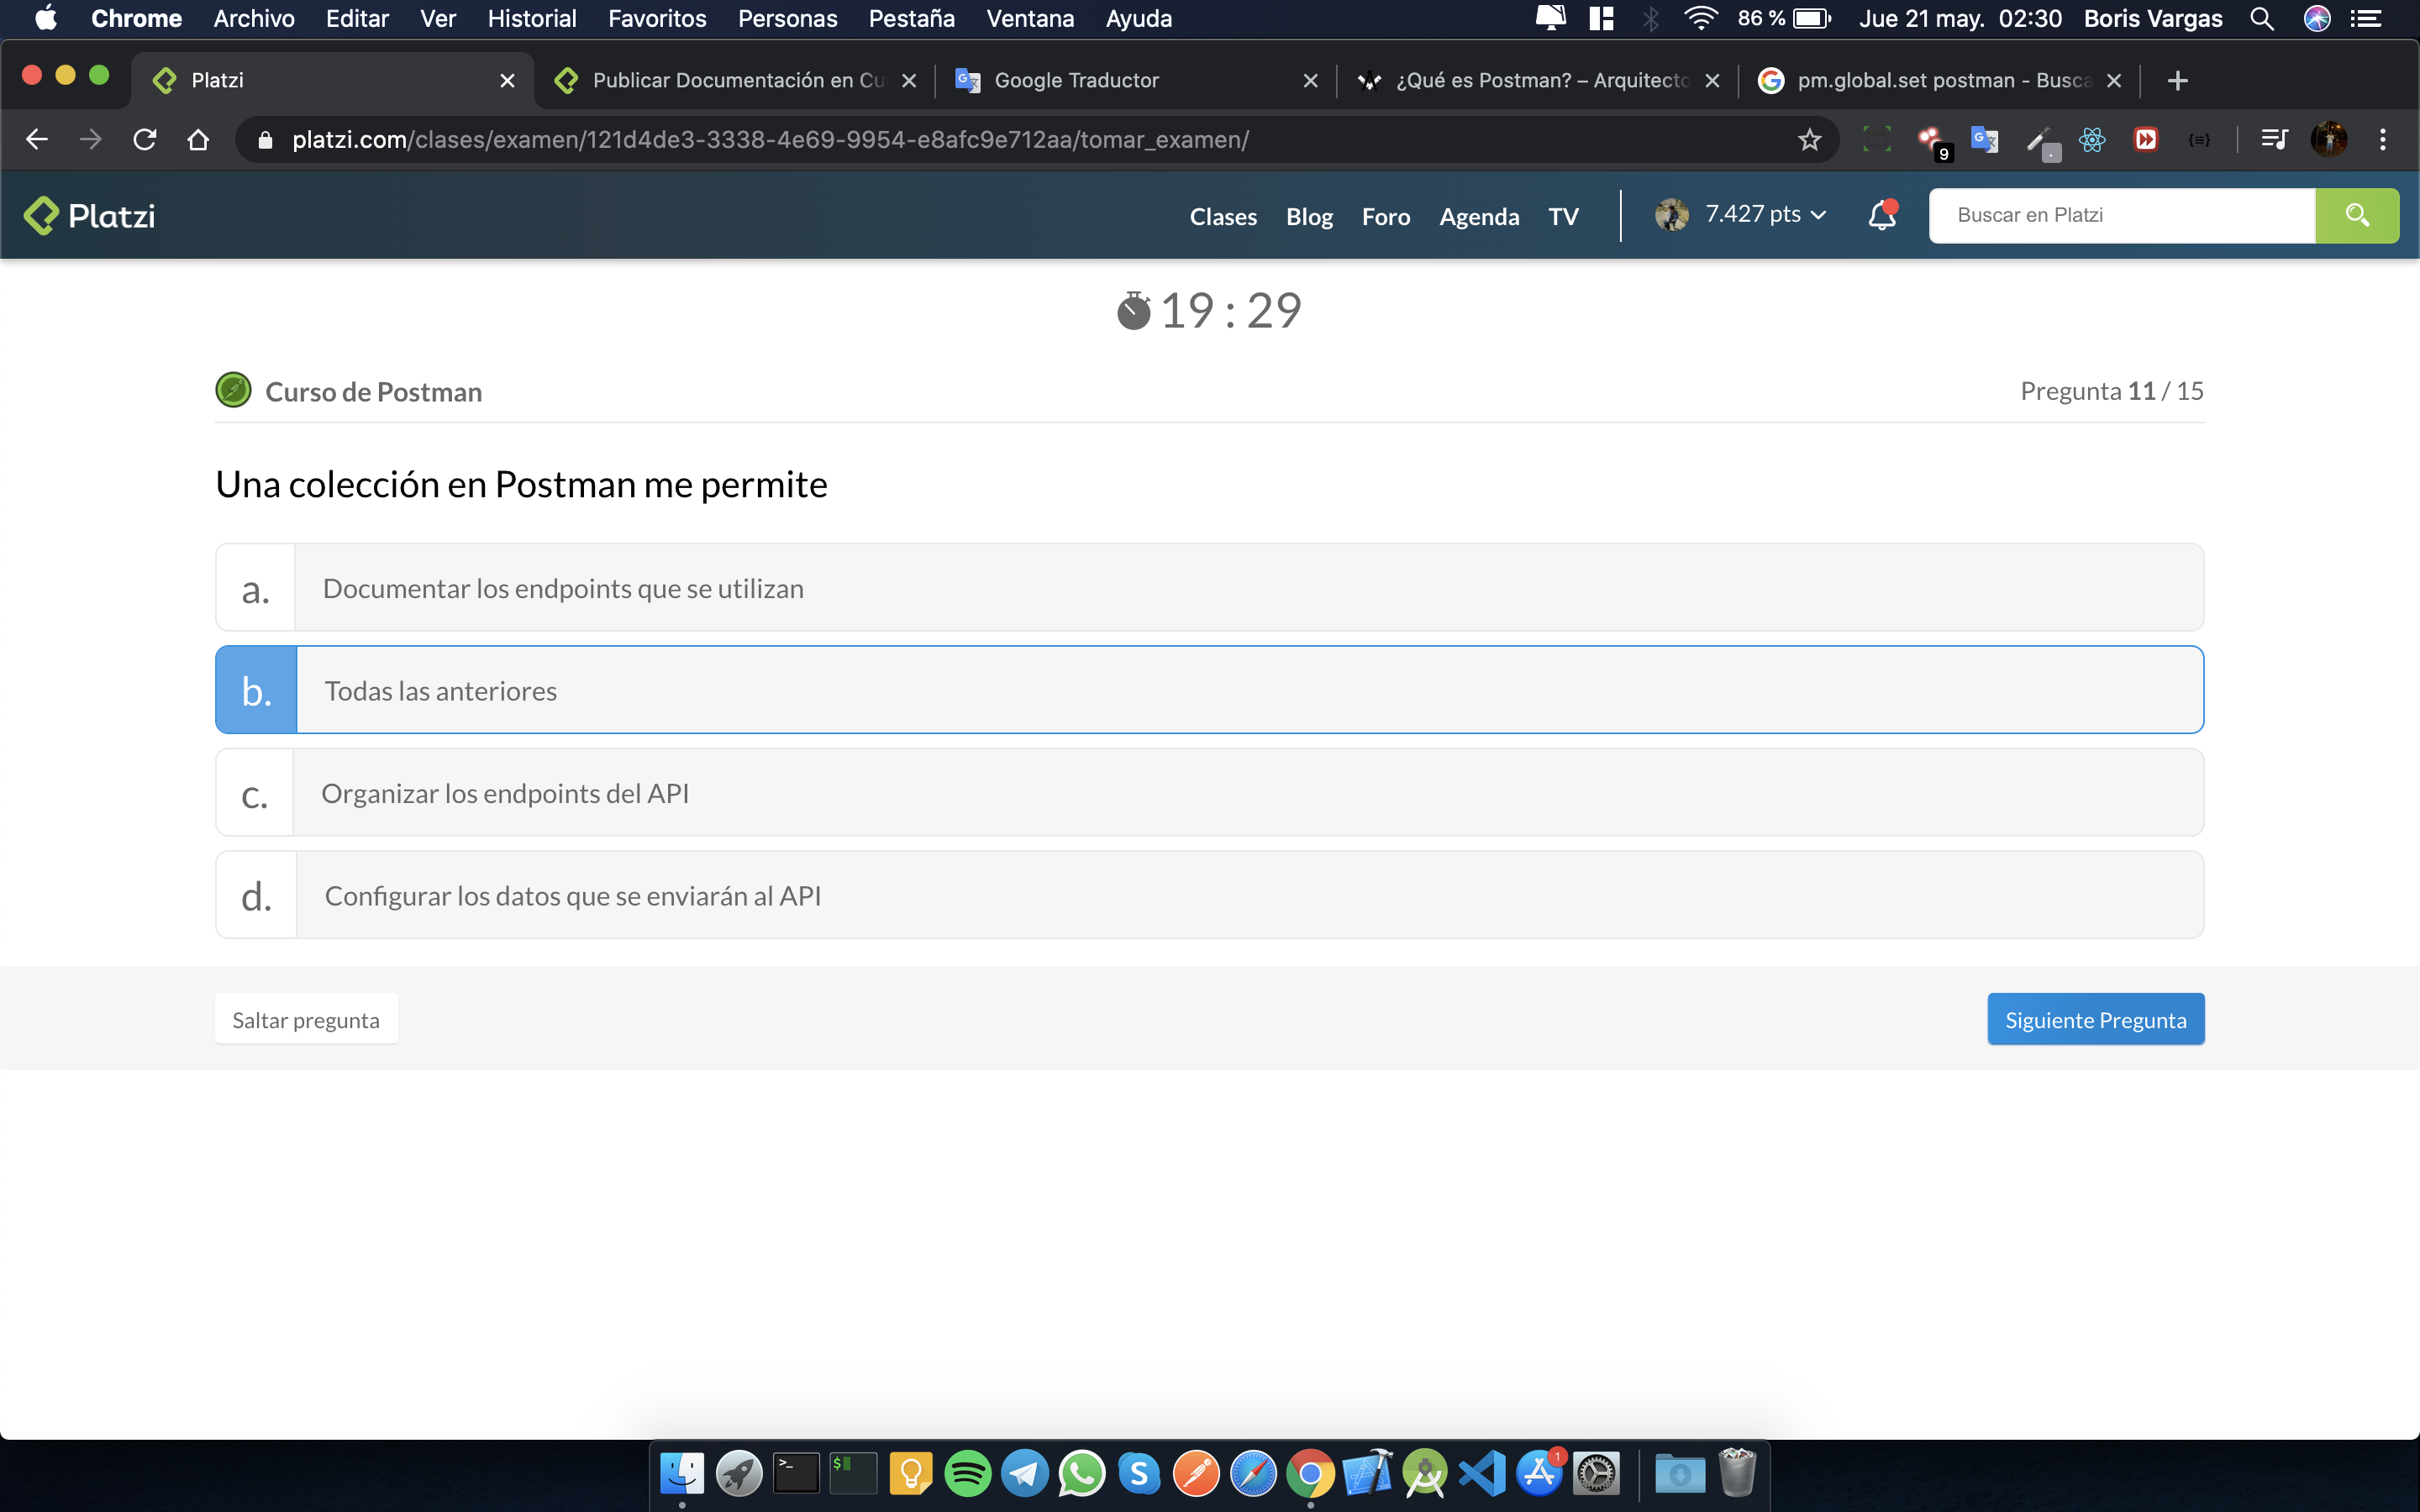 Chrome Archivo Editar Ver Historial Favoritos Personas Pestaña Ventana Ayuda 86 % Jue 21 may. 02:30 Boris Vargas
Platzi Publicar Documentación en Cu Google Traductor ¿Qué es Postman? – Arquitecto pm.global.set postman - Busca
platzi.com/clases/examen/121d4de3-3338-4e69-9954-e8afc9e712aa/tomar_examen/ 9
Platzi Clases Blog Foro Agenda TV 7.427 pts Buscar en Platzi
19 : 29
Curso de Postman Pregunta 11 / 15
Una colección en Postman me permite
a. Documentar los endpoints que se utilizan
b. Todas las anteriores
c. Organizar los endpoints del API
d. Configurar los datos que se enviarán al API
Saltar pregunta Siguiente Pregunta
1